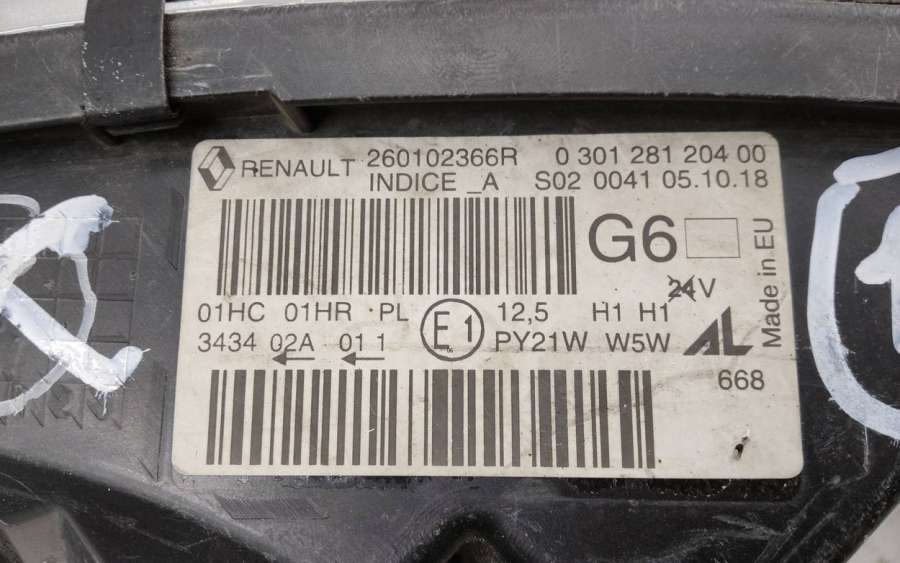 RENAULT 260102366R 0 301 281 204 00
INDICE _A S02 0041 05.10.18
G6
Made in EU
24V
01HC 01HR PL E1 12,5 H1 H1
3434 02A 01 1 PY21W W5W AL
668